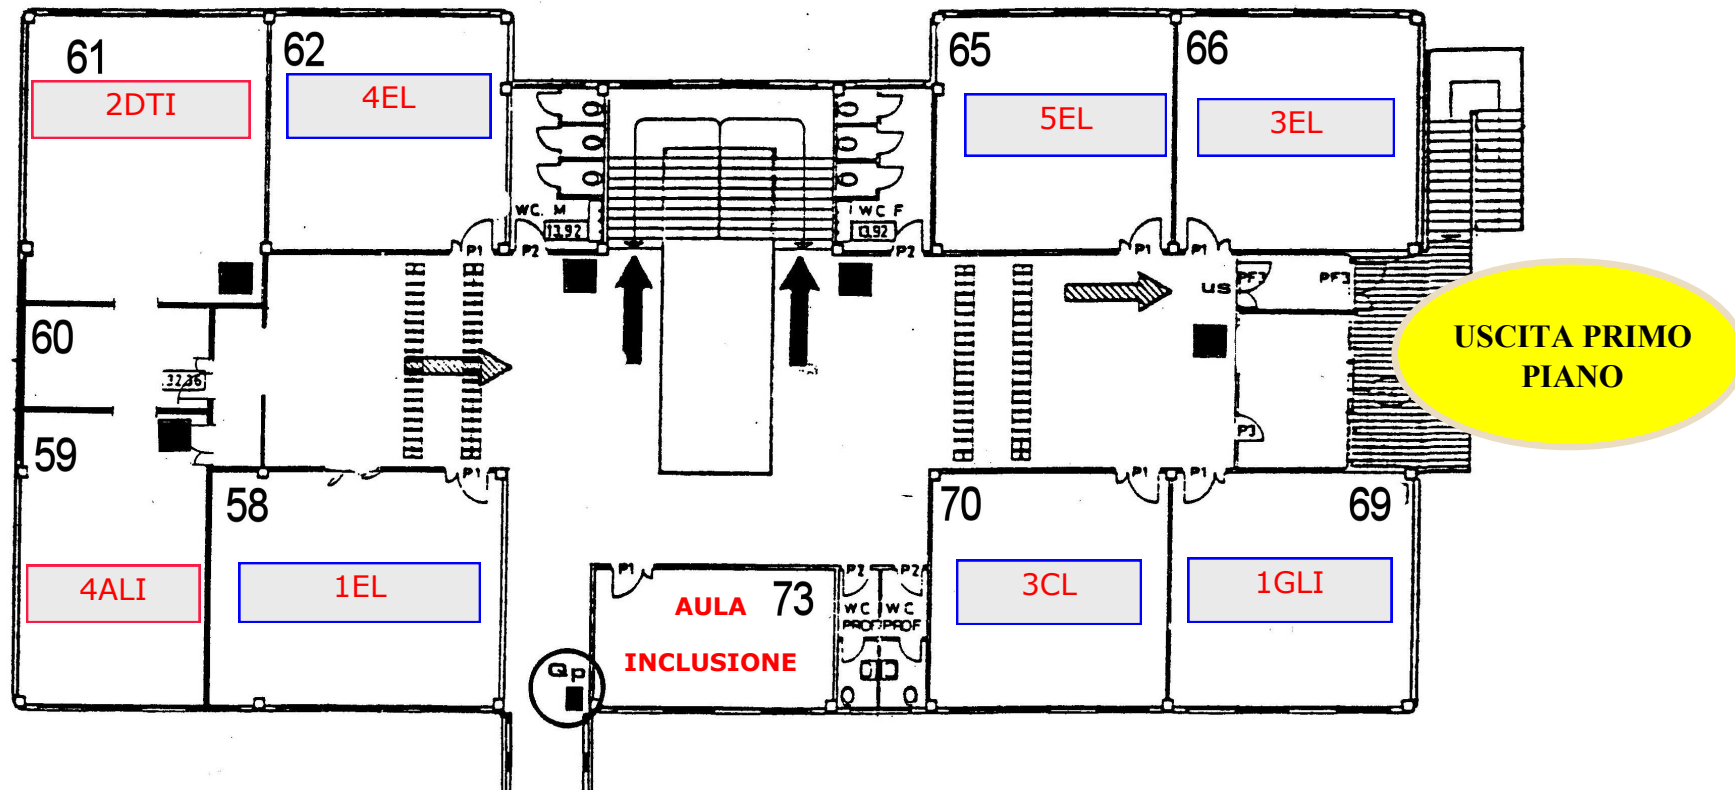 61
62
65
66
2DTI
4EL
5EL
3EL
WC. M
WC F
13.92
13.92
P1
P2
P2
P1
P1
us
PF3
PF3
60
32.36
USCITA PRIMO
PIANO
59
P3
P1
P1
P1
58
70
69
4ALI
1EL
3CL
1GLI
P1
P2
P2
AULA
73
INCLUSIONE
WC
PROF
WC
PROF
Qp